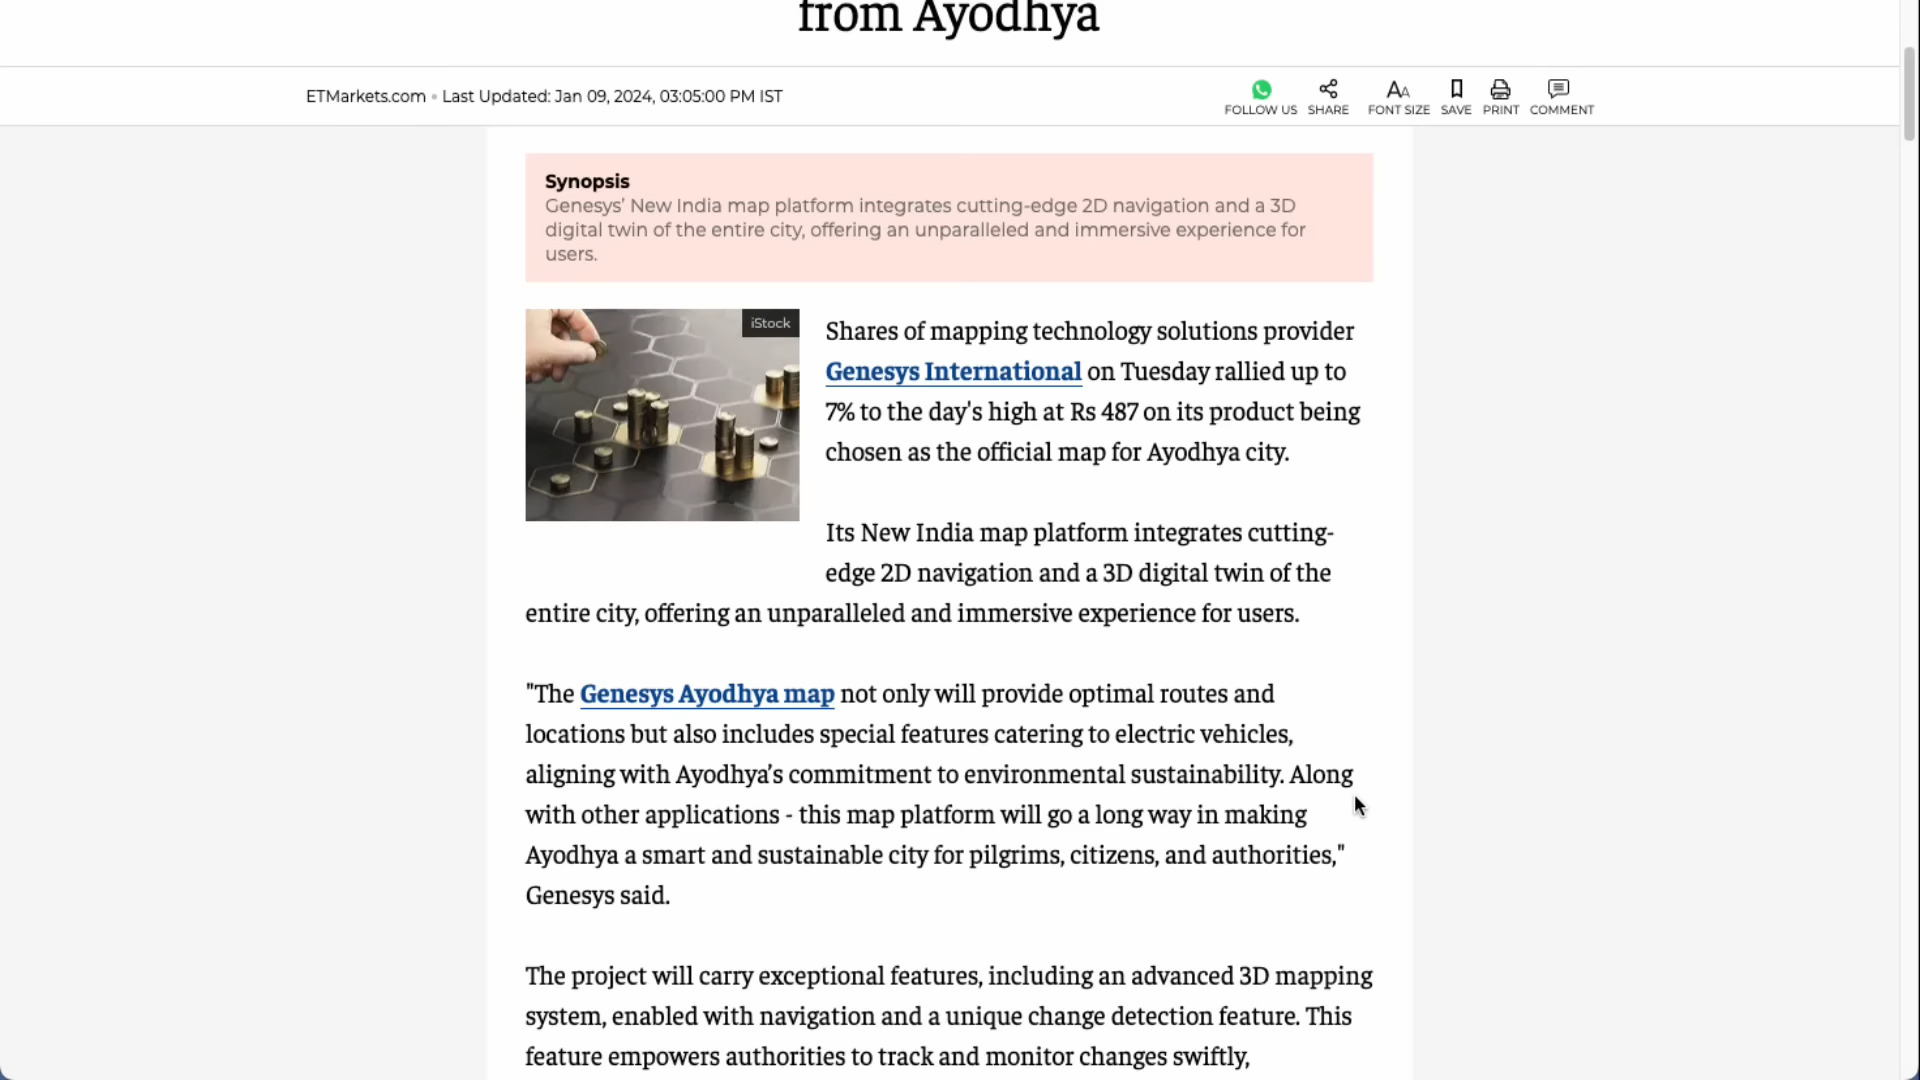 from Ayodhya
ETMarkets.com • Last Updated: Jan 09, 2024, 03:05:00 PM IST
FOLLOW US SHARE FONT SIZE SAVE PRINT COMMENT
Synopsis
Genesys’ New India map platform integrates cutting-edge 2D navigation and a 3D
digital twin of the entire city, offering an unparalleled and immersive experience for
users.
iStock
Shares of mapping technology solutions provider
Genesys International on Tuesday rallied up to
7% to the day's high at Rs 487 on its product being
chosen as the official map for Ayodhya city.
Its New India map platform integrates cutting-
edge 2D navigation and a 3D digital twin of the
entire city, offering an unparalleled and immersive experience for users.
"The Genesys Ayodhya map not only will provide optimal routes and
locations but also includes special features catering to electric vehicles,
aligning with Ayodhya’s commitment to environmental sustainability. Along
with other applications - this map platform will go a long way in making
Ayodhya a smart and sustainable city for pilgrims, citizens, and authorities,"
Genesys said.
The project will carry exceptional features, including an advanced 3D mapping
system, enabled with navigation and a unique change detection feature. This
feature empowers authorities to track and monitor changes swiftly,